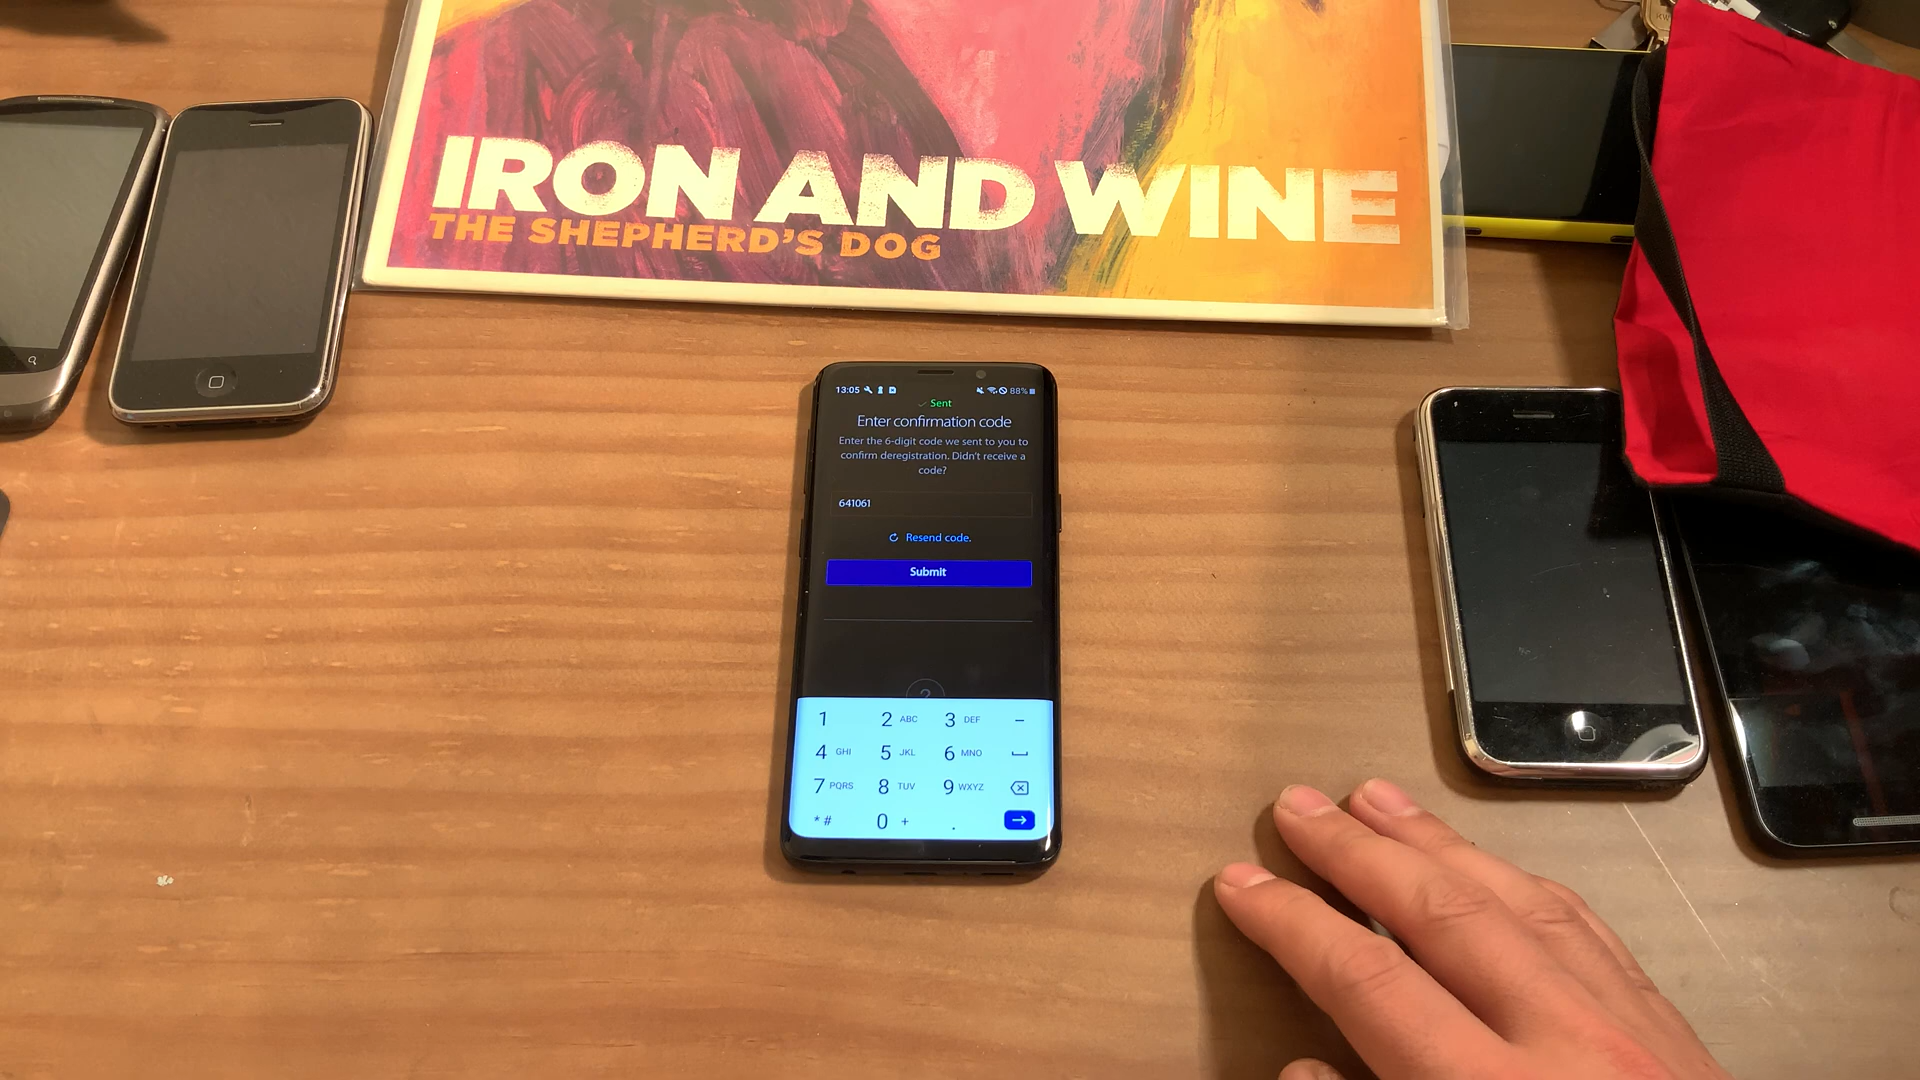 IRON AND WINE
THE SHEPHERD'S DOG
13:05
88%
Sent
Enter confirmation code
Enter the 6-digit code we sent to you to
confirm deregistration. Didn't receive a
code?
641061
Resend code.
Submit
?
1 2 ABC 3 DEF –
4 GHI 5 JKL 6 MNO
7 PQRS 8 TUV 9 WXYZ
* # 0 + .